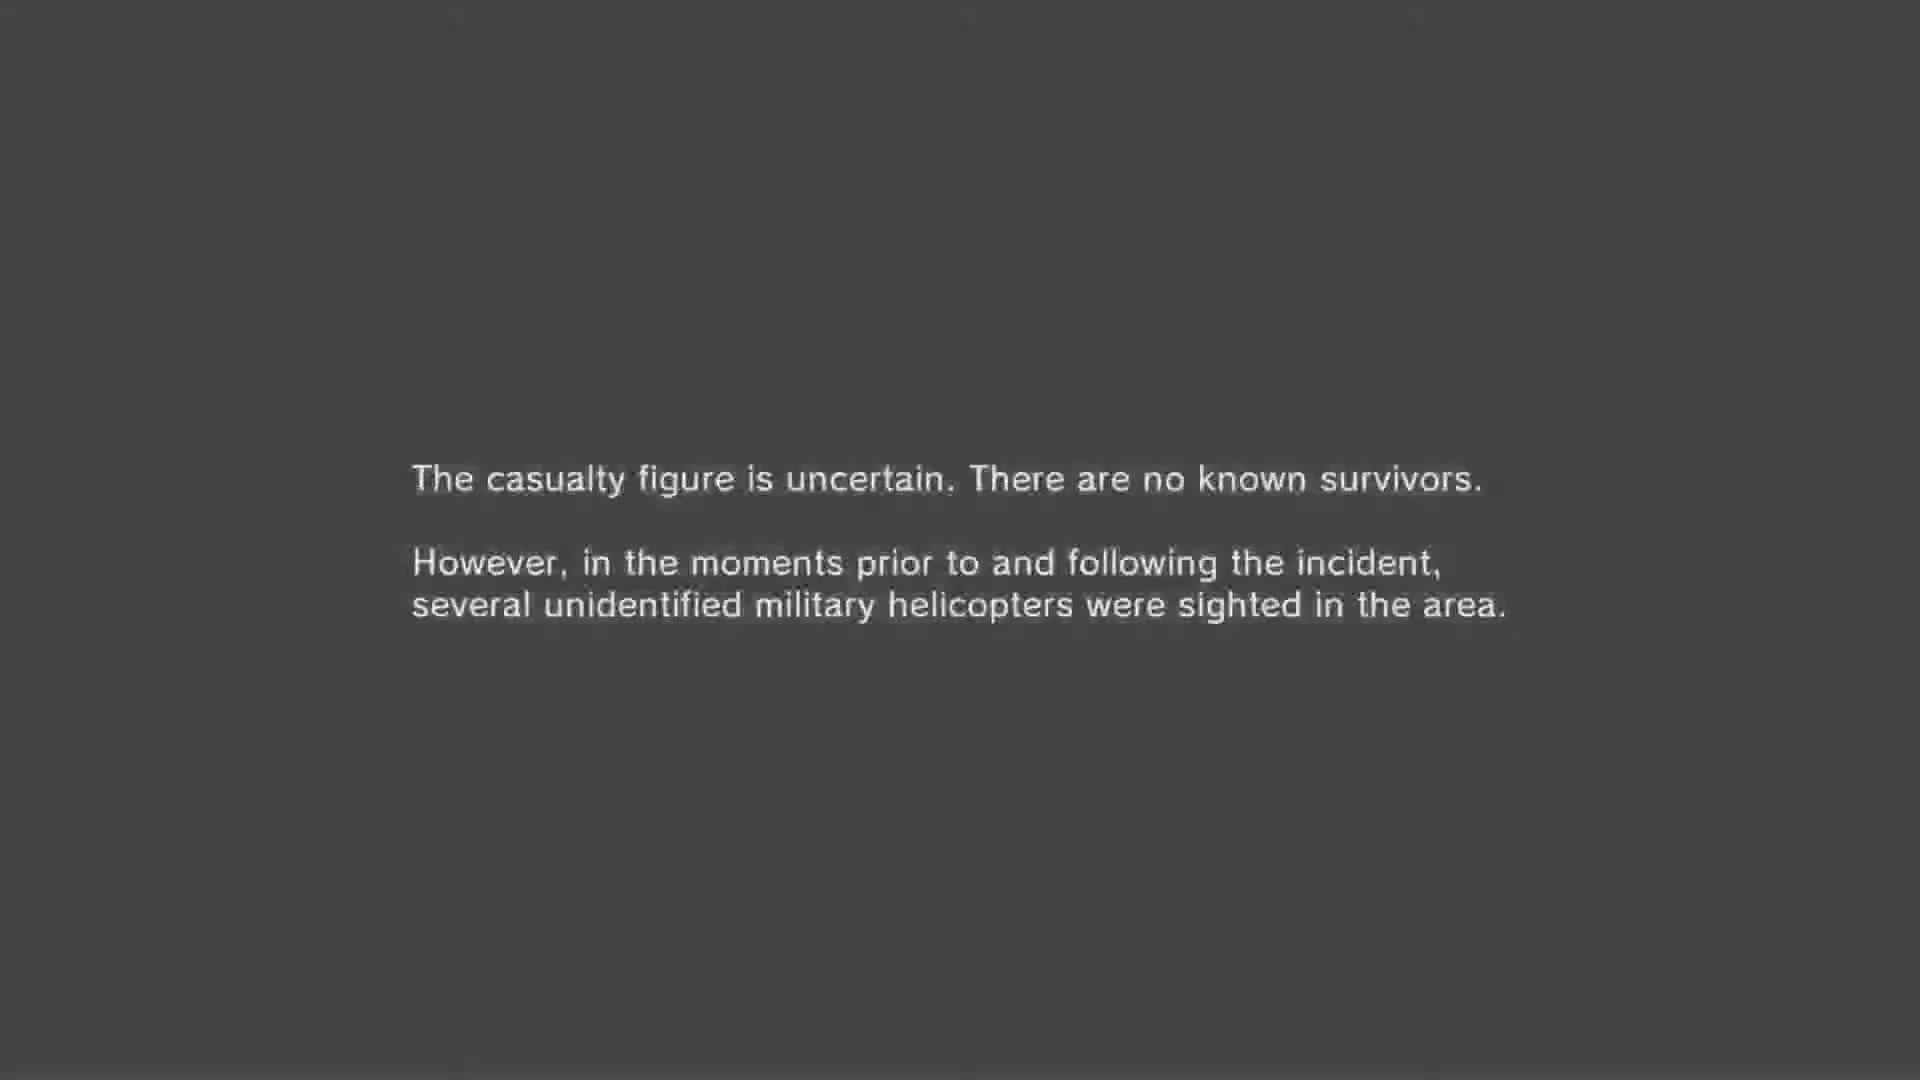 The casualty figure is uncertain. There are no known survivors.
However, in the moments prior to and following the incident,
several unidentified military helicopters were sighted in the area.